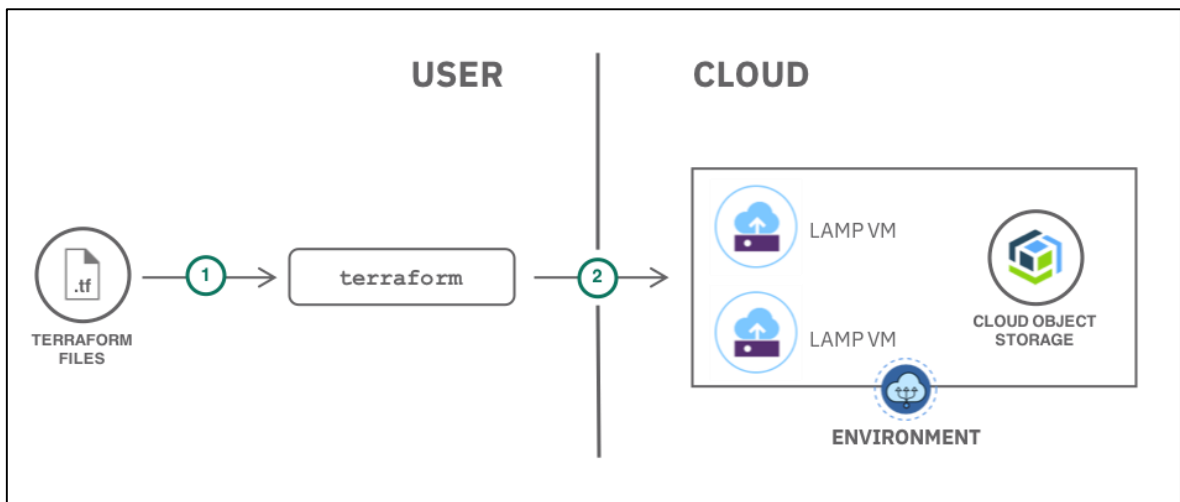 USER
CLOUD
.tf
TERRAFORM
FILES
1
terraform
2
LAMP VM
LAMP VM
CLOUD OBJECT
STORAGE
ENVIRONMENT